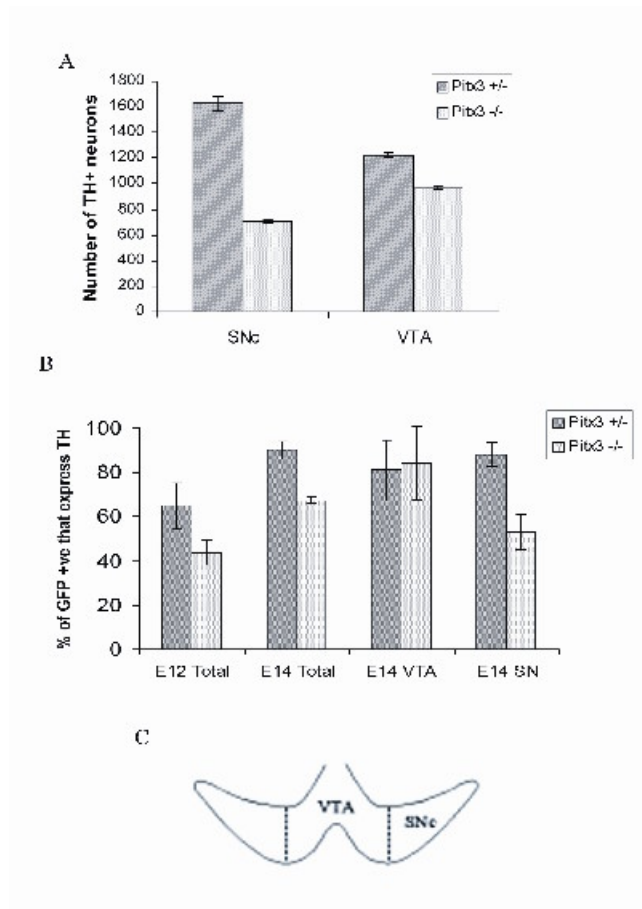 A
Number of TH+ neurons
1800
1600
1400
1200
1000
800
600
400
200
0
Pitx3 +/-
Pitx3 -/-
SNc
VTA
B
% of GFP +ve that express TH
100
80
60
40
20
0
Pitx3 +/-
Pitx3 -/-
E12 Total
E14 Total
E14 VTA
E14 SN
C
VTA
SNc